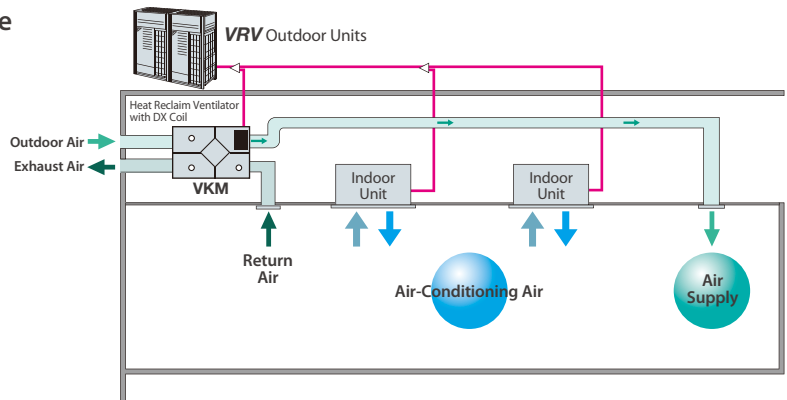 e
VRV Outdoor Units
Heat Reclaim Ventilator
with DX Coil
Outdoor Air
Exhaust Air
VKM
Indoor
Unit
Indoor
Unit
Return
Air
Air-Conditioning Air
Air
Supply